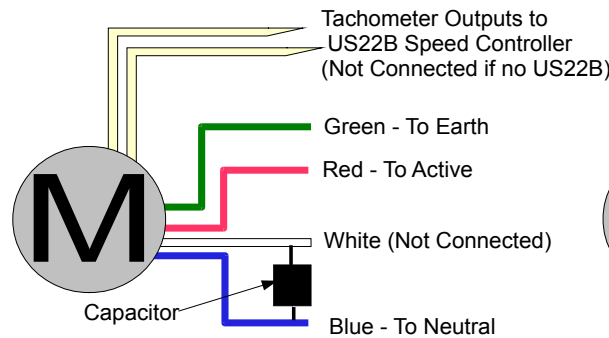 Tachometer Outputs to
US22B Speed Controller
(Not Connected if no US22B)
Green - To Earth
Red - To Active
M
White (Not Connected)
Capacitor
Blue - To Neutral